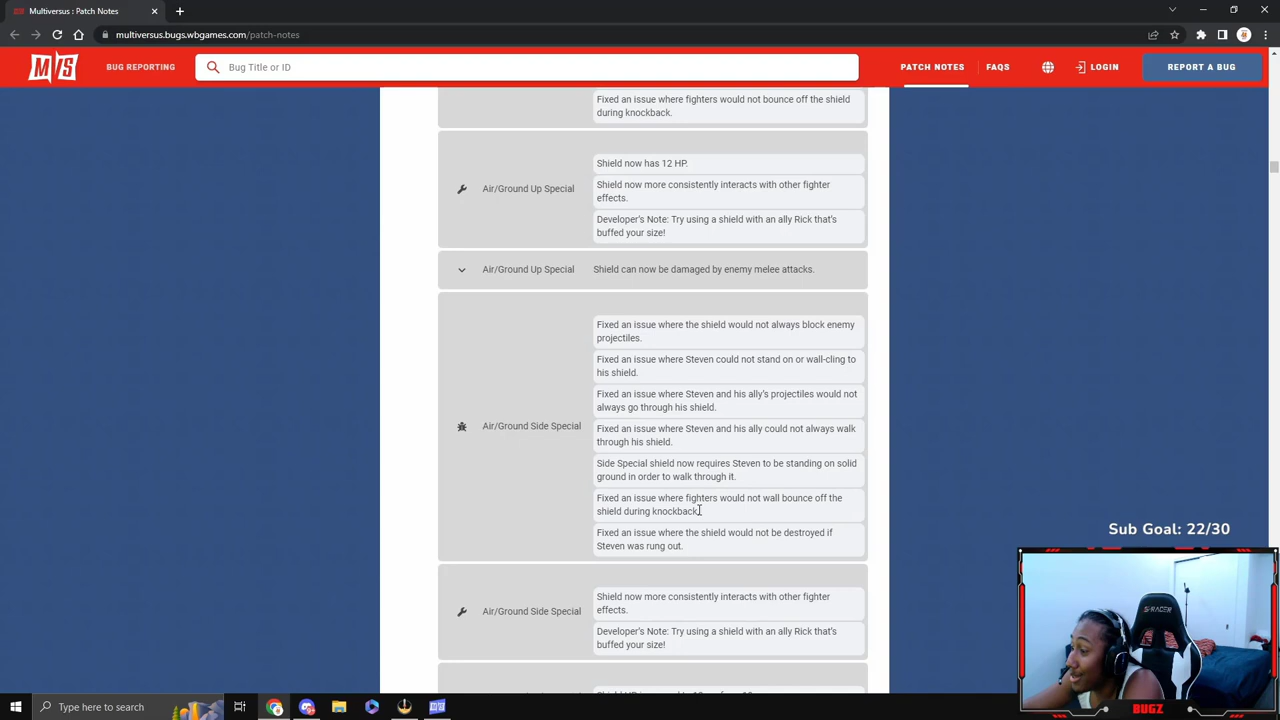 Multiversus : Patch Notes
multiversus.bugs.wbgames.com/patch-notes
M/S
BUG REPORTING
Bug Title or ID
PATCH NOTES
FAQS
LOGIN
REPORT A BUG
Fixed an issue where fighters would not bounce off the shield
during knockback.
Air/Ground Up Special
Shield now has 12 HP.
Shield now more consistently interacts with other fighter
effects.
Developer's Note: Try using a shield with an ally Rick that's
buffed your size!
Air/Ground Up Special
Shield can now be damaged by enemy melee attacks.
Air/Ground Side Special
Fixed an issue where the shield would not always block enemy
projectiles.
Fixed an issue where Steven could not stand on or wall-cling to
his shield.
Fixed an issue where Steven and his ally's projectiles would not
always go through his shield.
Fixed an issue where Steven and his ally could not always walk
through his shield.
Side Special shield now requires Steven to be standing on solid
ground in order to walk through it.
Fixed an issue where fighters would not wall bounce off the
shield during knockback.
Fixed an issue where the shield would not be destroyed if
Steven was rung out.
Air/Ground Side Special
Shield now more consistently interacts with other fighter
effects.
Developer's Note: Try using a shield with an ally Rick that's
buffed your size!
Sub Goal: 22/30
S-RACER
BUGZ
Type here to search